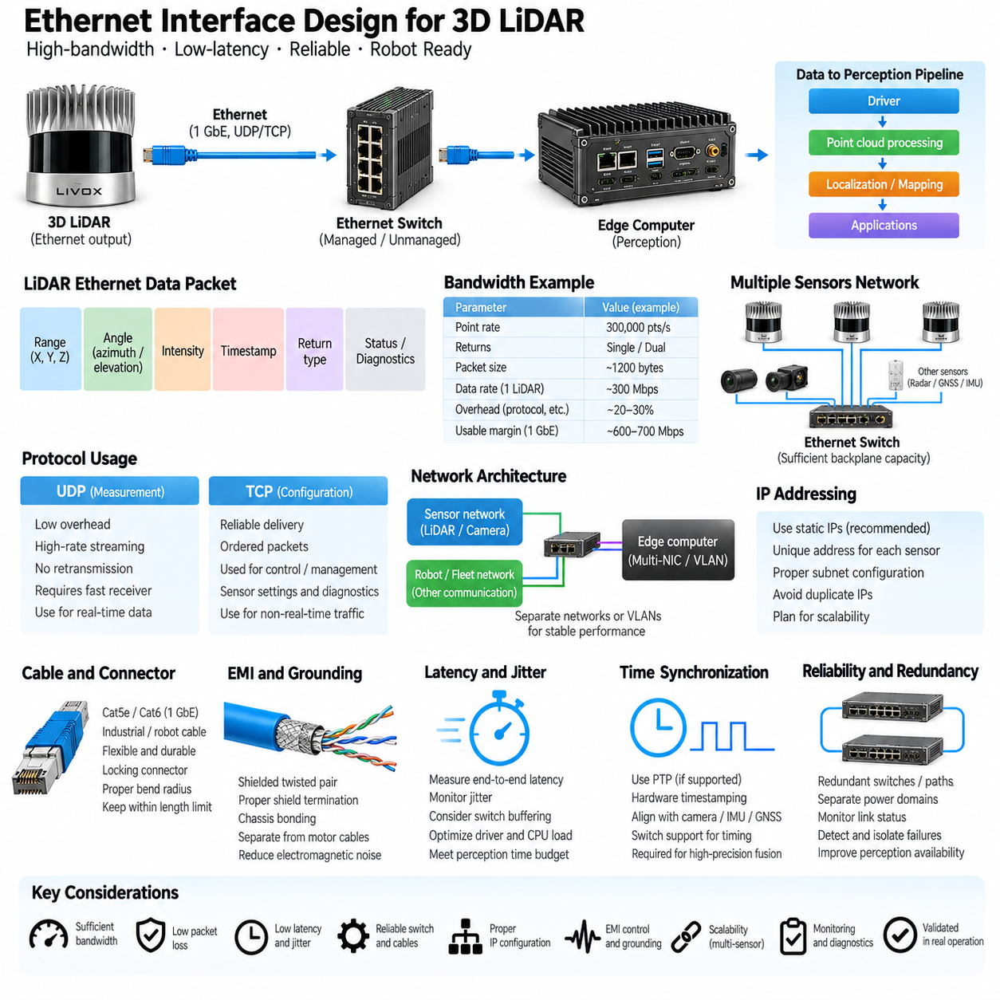 Ethernet Interface Design for 3D LiDAR
High-bandwidth · Low-latency · Reliable · Robot Ready
LIVOX
3D LiDAR
(Ethernet output)
Ethernet
(1 GbE, UDP/TCP)
Ethernet Switch
(Managed / Unmanaged)
Edge Computer
(Perception)
Data to Perception Pipeline
Driver
Point cloud processing
Localization / Mapping
Applications
LiDAR Ethernet Data Packet
Range
(X, Y, Z)
Angle
(azimuth /
elevation)
Intensity
Timestamp
Return
type
Status /
Diagnostics
Bandwidth Example
Parameter Value (example)
Point rate 300,000 pts/s
Returns Single / Dual
Packet size ~1200 bytes
Data rate (1 LiDAR) ~300 Mbps
Overhead (protocol, etc.) ~20–30%
Usable margin (1 GbE) ~600–700 Mbps
Multiple Sensors Network
Other sensors
(Radar / GNSS / IMU)
Ethernet Switch
(Sufficient backplane capacity)
Protocol Usage
UDP (Measurement)
Low overhead
High-rate streaming
No retransmission
Requires fast receiver
Use for real-time data
TCP (Configuration)
Reliable delivery
Ordered packets
Used for control / management
Sensor settings and diagnostics
Use for non-real-time traffic
Network Architecture
Sensor network
(LiDAR / Camera)
Robot / Fleet network
(Other communication)
Edge computer
(Multi-NIC / VLAN)
Separate networks or VLANs
for stable performance
IP Addressing
Use static IPs (recommended)
Unique address for each sensor
Proper subnet configuration
Avoid duplicate IPs
Plan for scalability
Cable and Connector
Cat5e / Cat6 (1 GbE)
Industrial / robot cable
Flexible and durable
Locking connector
Proper bend radius
Keep within length limit
EMI and Grounding
Shielded twisted pair
Proper shield termination
Chassis bonding
Separate from motor cables
Reduce electromagnetic noise
Latency and Jitter
Measure end-to-end latency
Monitor jitter
Consider switch buffering
Optimize driver and CPU load
Meet perception time budget
Time Synchronization
Use PTP (if supported)
Hardware timestamping
Align with camera / IMU / GNSS
Switch support for timing
Required for high-precision fusion
Reliability and Redundancy
Redundant switches / paths
Separate power domains
Monitor link status
Detect and isolate failures
Improve perception availability
Key Considerations
Sufficient
bandwidth
Low packet
loss
Low latency
and jitter
Reliable switch
and cables
Proper
IP configuration
EMI control
and grounding
Scalability
(multi-sensor)
Monitoring
and diagnostics
Validated
in real operation